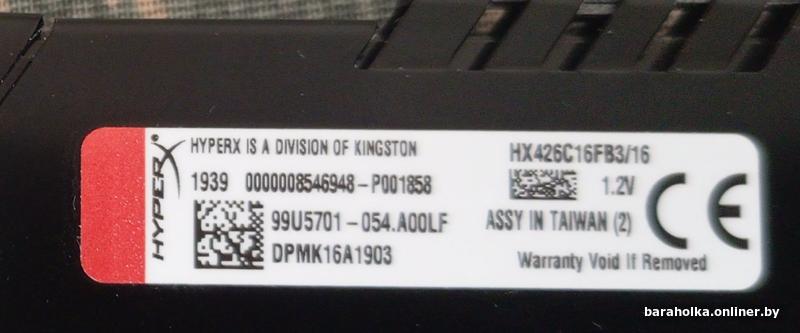 HYPERX
HYPERX IS A DIVISION OF KINGSTON
1939 0000008546948-P001858
99U5701-054.A00LF
DPMK16A1903
HX426C16FB3/16
1.2V
ASSY IN TAIWAN (2)
Warranty Void If Removed
CE
baraholka.onliner.by